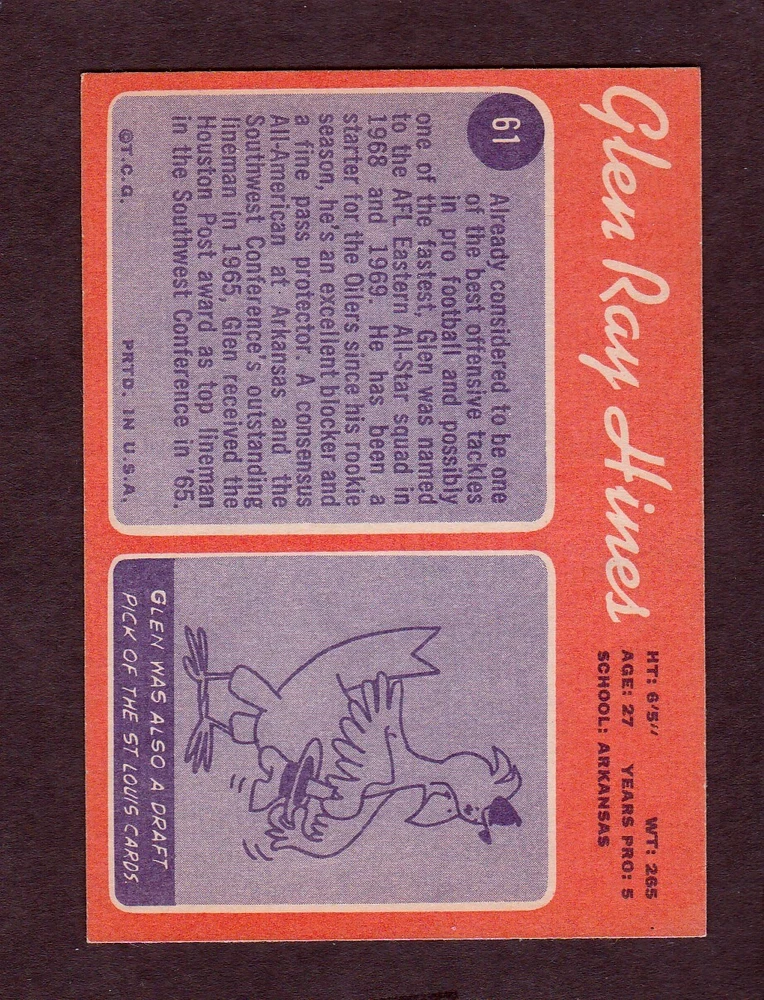 Glen Ray Hines
HT: 6'5" WT: 265
AGE: 27 YEARS PRO: 5
SCHOOL: ARKANSAS
61
Already considered to be one
of the best offensive tackles
in pro football and possibly
one of the fastest, Glen was named
to the AFL Eastern All-Star squad in
1968 and 1969. He has been a
starter for the Oilers since his rookie
season, he's an excellent blocker and
a fine pass protector. A consensus
All-American at Arkansas and the
Southwest Conference's outstanding
lineman in 1965, Glen received the
Houston Post award as top lineman
in the Southwest Conference in '65.
©T.C.G. PRTD. IN U.S.A.
GLEN WAS ALSO A DRAFT
PICK OF THE ST LOUIS CARDS.